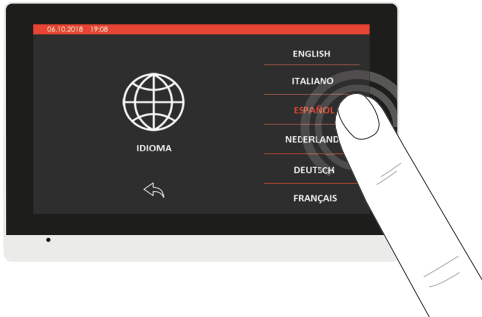 06.10.2018 19:08
ENGLISH
ITALIANO
ESPAÑOL
NEDERLAND
DEUTSCH
FRANÇAIS
IDIOMA